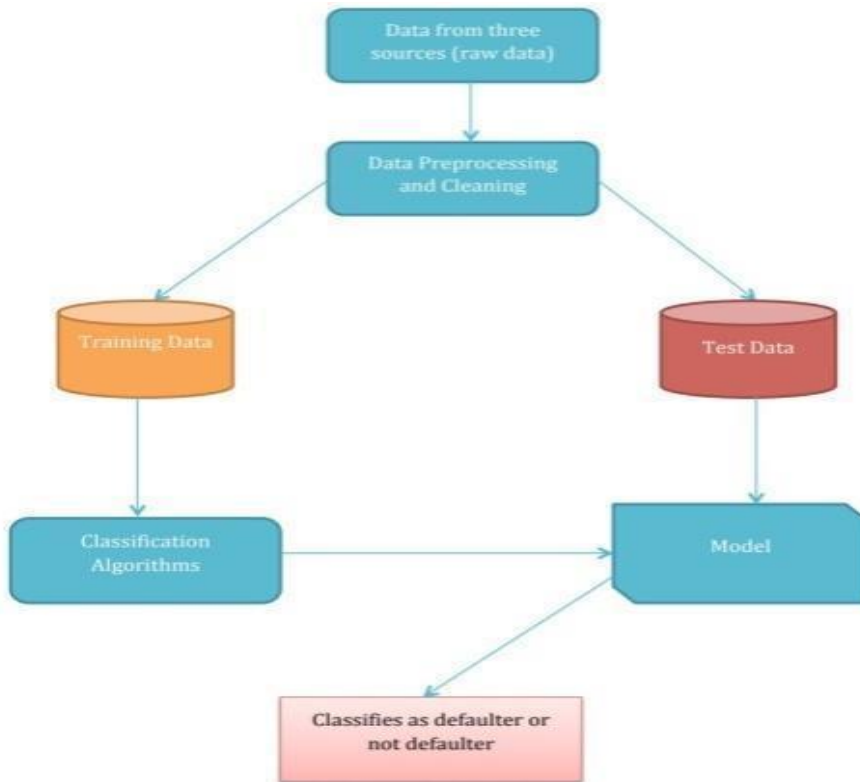 Data from three
sources (raw data)
Data Preprocessing
and Cleaning
Training Data
Test Data
Classification
Algorithms
Model
Classifies as defaulter or
not defaulter